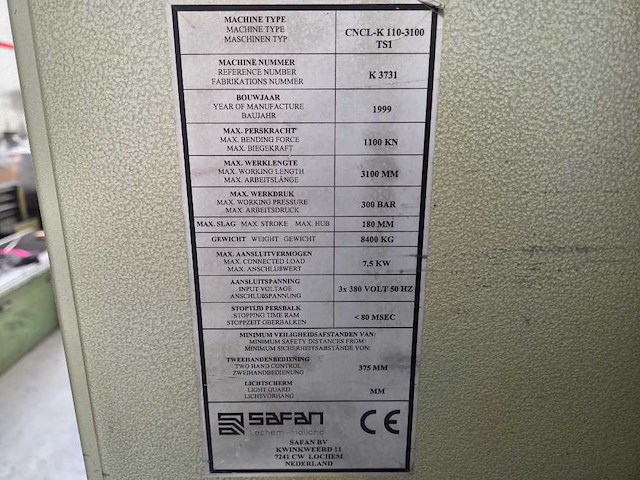 MACHINE TYPE
MACHINE TYPE
MASCHINEN TYP
CNCL-K 110-3100
TS1
MACHINE NUMMER
REFERENCE NUMBER
FABRIKATIONS NUMMER
K 3731
BOUWJAAR
YEAR OF MANUFACTURE
BAUJAHR
1999
MAX. PERSKRACHT
MAX. BENDING FORCE
MAX. BIEGEKRAFT
1100 KN
MAX. WERKLENGTE
MAX. WORKING LENGTH
MAX. ARBEITSLÄNGE
3100 MM
MAX. WERKDRUK
MAX. WORKING PRESSURE
MAX. ARBEITSDRUCK
300 BAR
MAX. SLAG MAX. STROKE MAX. HUB
180 MM
GEWICHT WEIGHT GEWICHT
8400 KG
MAX. AANSLUITVERMOGEN
MAX. CONNECTED LOAD
MAX. ANSCHLUßWERT
7,5 KW
AANSLUITSPANNING
INPUT VOLTAGE
ANSCHLUßSPANNUNG
3x 380 VOLT 50 HZ
STOPTIJD PERSBALK
STOPPING TIME RAM
STOPPZEIT OBERBALKEN
< 80 MSEC
MINIMUM VEILIGHEIDSAFSTANDEN VAN:
MINIMUM SAFETY DISTANCES FROM:
MINIMUM SICHERHEITSABSTÄNDE VON:
TWEEHANDENBEDIENING
TWO HAND CONTROL
ZWEIHANDBEDIENUNG
375 MM
LICHTSCHERM
LIGHT GUARD
LICHTVORHANG
MM
SAFAN
Lochem-Holland
CE
SAFAN BV
KWINKWEERD 11
7241 CW LOCHEM
NEDERLAND